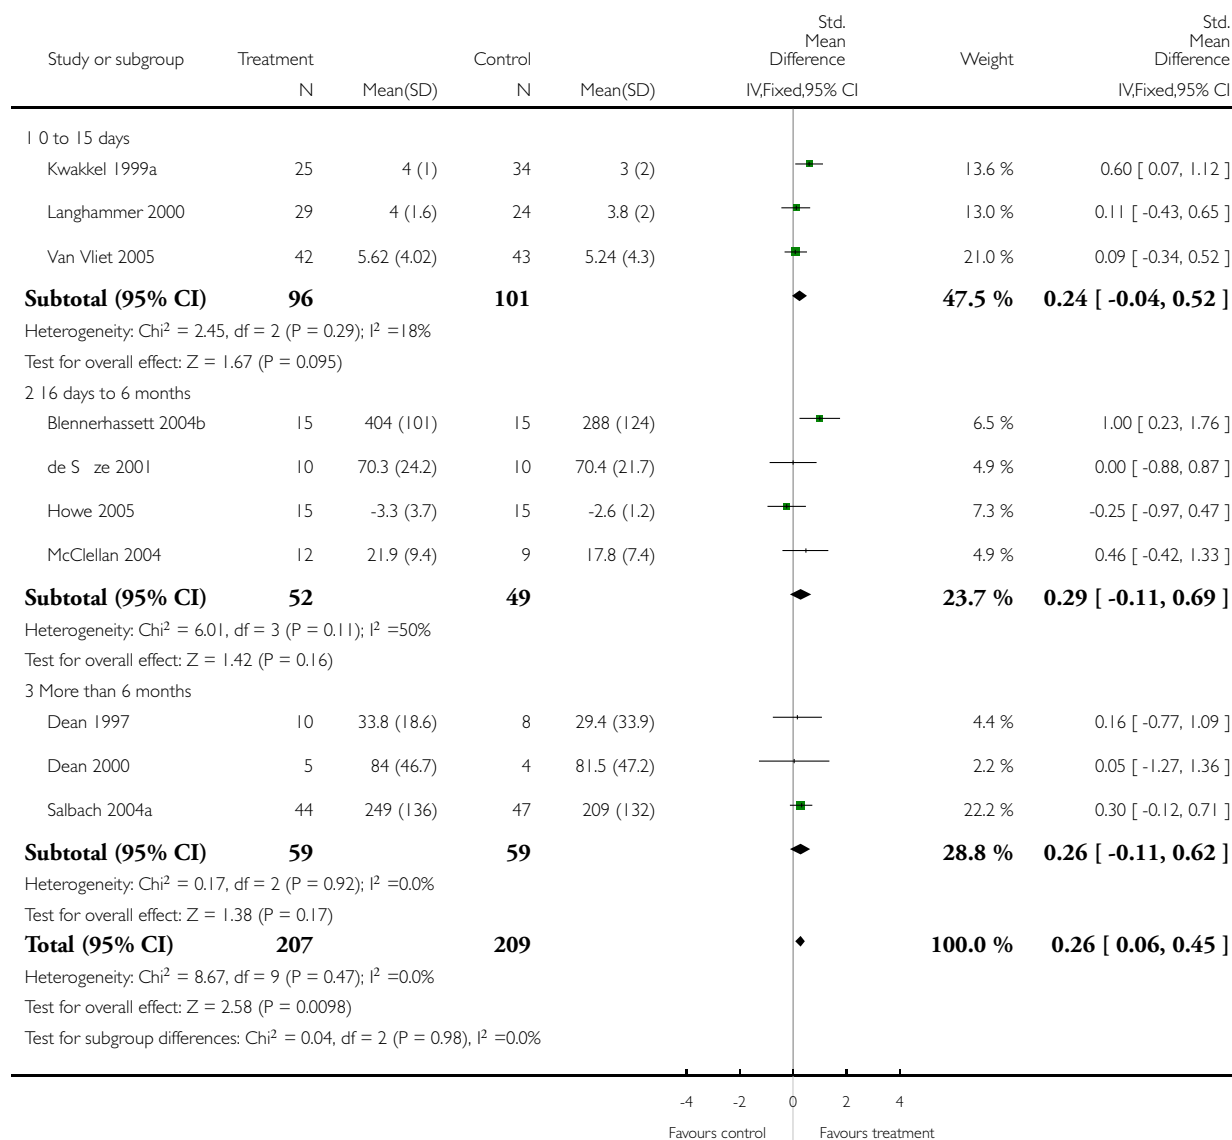 Study or subgroup Treatment Control Std. Mean Difference Weight Std. Mean Difference
N Mean(SD) N Mean(SD) IV,Fixed,95% CI IV,Fixed,95% CI
1 0 to 15 days
Kwakkel 1999a 25 4 (1) 34 3 (2) 13.6 % 0.60 [ 0.07, 1.12 ]
Langhammer 2000 29 4 (1.6) 24 3.8 (2) 13.0 % 0.11 [ -0.43, 0.65 ]
Van Vliet 2005 42 5.62 (4.02) 43 5.24 (4.3) 21.0 % 0.09 [ -0.34, 0.52 ]
Subtotal (95% CI) 96 101 47.5 % 0.24 [ -0.04, 0.52 ]
Heterogeneity: Chi² = 2.45, df = 2 (P = 0.29); I² =18%
Test for overall effect: Z = 1.67 (P = 0.095)
2 16 days to 6 months
Blennerhassett 2004b 15 404 (101) 15 288 (124) 6.5 % 1.00 [ 0.23, 1.76 ]
de S ze 2001 10 70.3 (24.2) 10 70.4 (21.7) 4.9 % 0.00 [ -0.88, 0.87 ]
Howe 2005 15 -3.3 (3.7) 15 -2.6 (1.2) 7.3 % -0.25 [ -0.97, 0.47 ]
McClellan 2004 12 21.9 (9.4) 9 17.8 (7.4) 4.9 % 0.46 [ -0.42, 1.33 ]
Subtotal (95% CI) 52 49 23.7 % 0.29 [ -0.11, 0.69 ]
Heterogeneity: Chi² = 6.01, df = 3 (P = 0.11); I² =50%
Test for overall effect: Z = 1.42 (P = 0.16)
3 More than 6 months
Dean 1997 10 33.8 (18.6) 8 29.4 (33.9) 4.4 % 0.16 [ -0.77, 1.09 ]
Dean 2000 5 84 (46.7) 4 81.5 (47.2) 2.2 % 0.05 [ -1.27, 1.36 ]
Salbach 2004a 44 249 (136) 47 209 (132) 22.2 % 0.30 [ -0.12, 0.71 ]
Subtotal (95% CI) 59 59 28.8 % 0.26 [ -0.11, 0.62 ]
Heterogeneity: Chi² = 0.17, df = 2 (P = 0.92); I² =0.0%
Test for overall effect: Z = 1.38 (P = 0.17)
Total (95% CI) 207 209 100.0 % 0.26 [ 0.06, 0.45 ]
Heterogeneity: Chi² = 8.67, df = 9 (P = 0.47); I² =0.0%
Test for overall effect: Z = 2.58 (P = 0.0098)
Test for subgroup differences: Chi² = 0.04, df = 2 (P = 0.98), I² =0.0%
-4 -2 0 2 4
Favours control Favours treatment